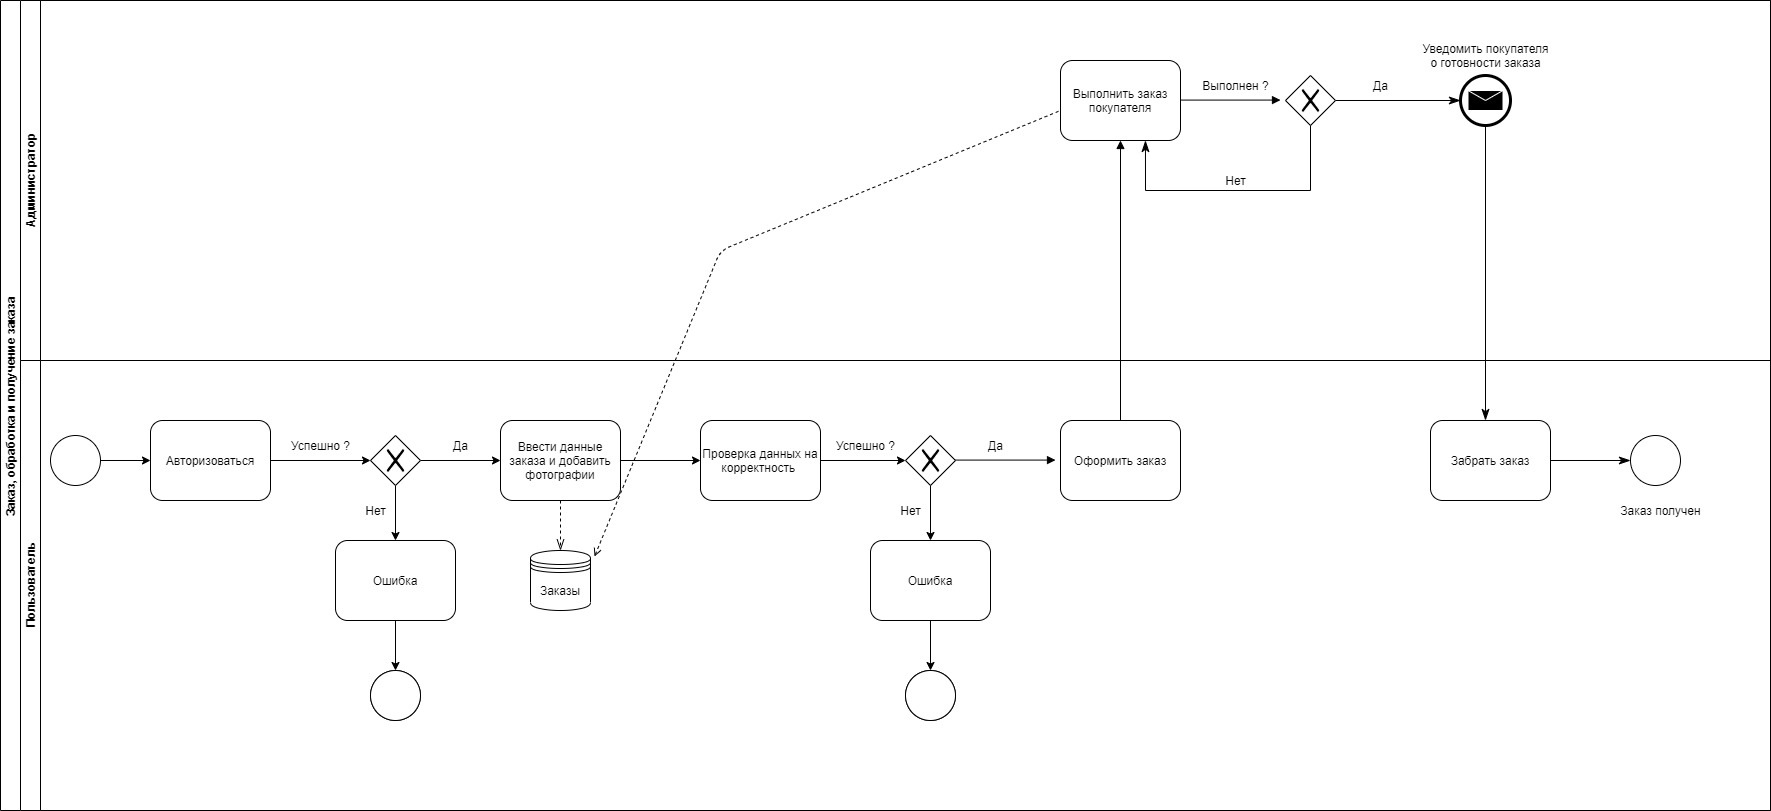 Заказ, обработка и получение заказа
Администратор
Уведомить покупателя
о готовности заказа
Выполнить заказ
покупателя
Выполнен ?
Да
Нет
Пользователь
Авторизоваться
Успешно ?
Да
Нет
Ошибка
Ввести данные
заказа и добавить
фотографии
Заказы
Проверка данных на
корректность
Успешно ?
Да
Нет
Ошибка
Оформить заказ
Забрать заказ
Заказ получен